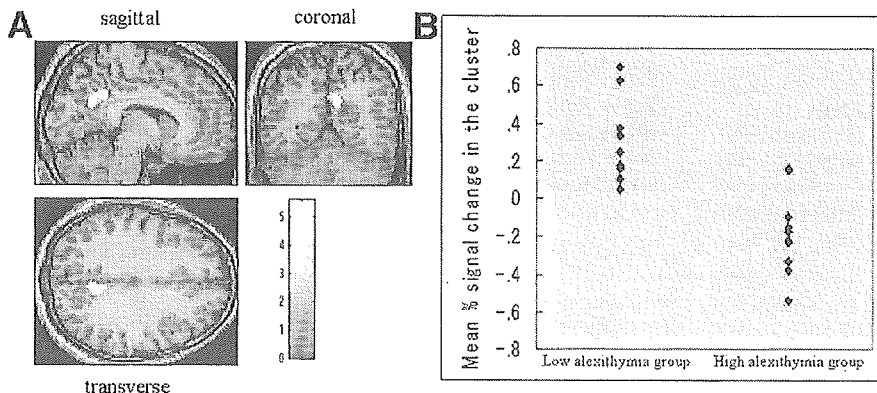 A
sagittal
coronal
transverse
5
4
3
2
1
0
B
Mean % signal change in the cluster
.8
.6
.4
.2
0
-.2
-.4
-.6
-.8
Low alexithymia group
High alexithymia group